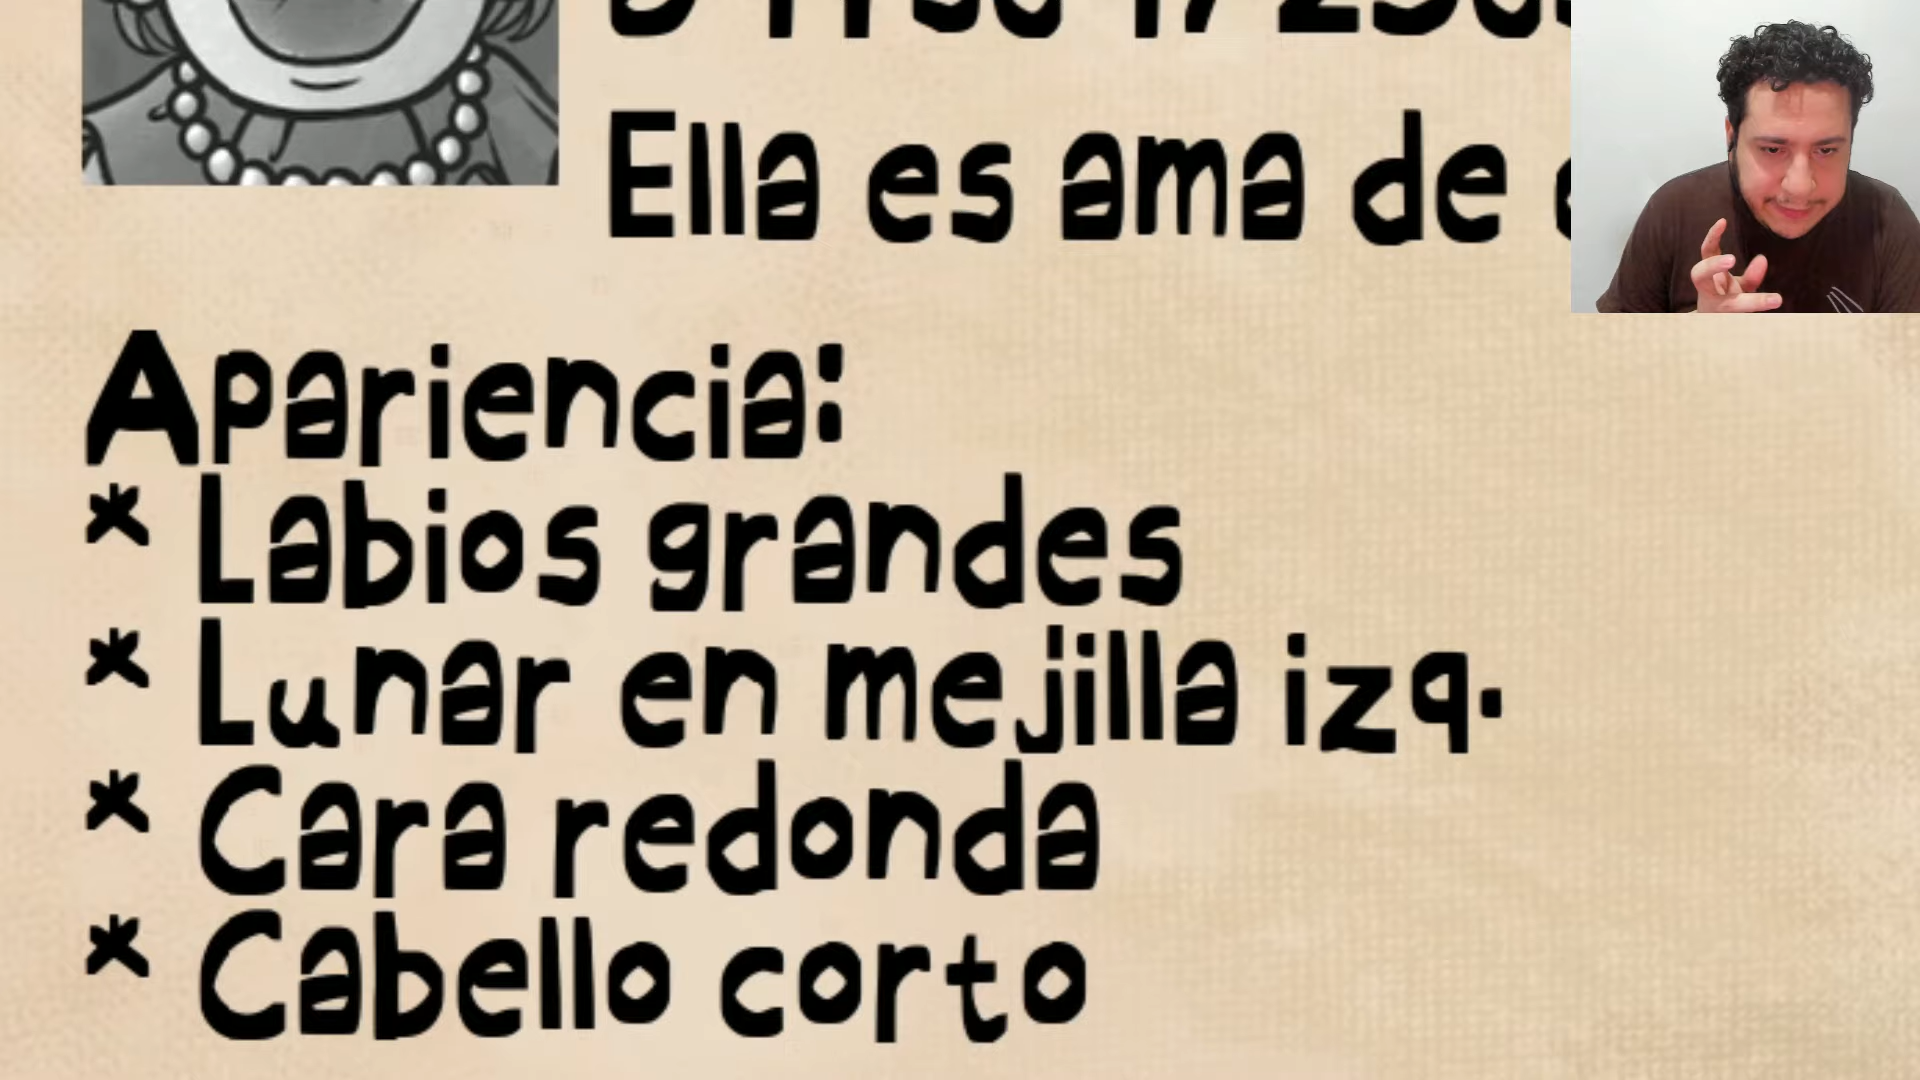 Ella es ama de
Apariencia:
* Labios grandes
* Lunar en mejilla izq.
* Cara redonda
* Cabello corto